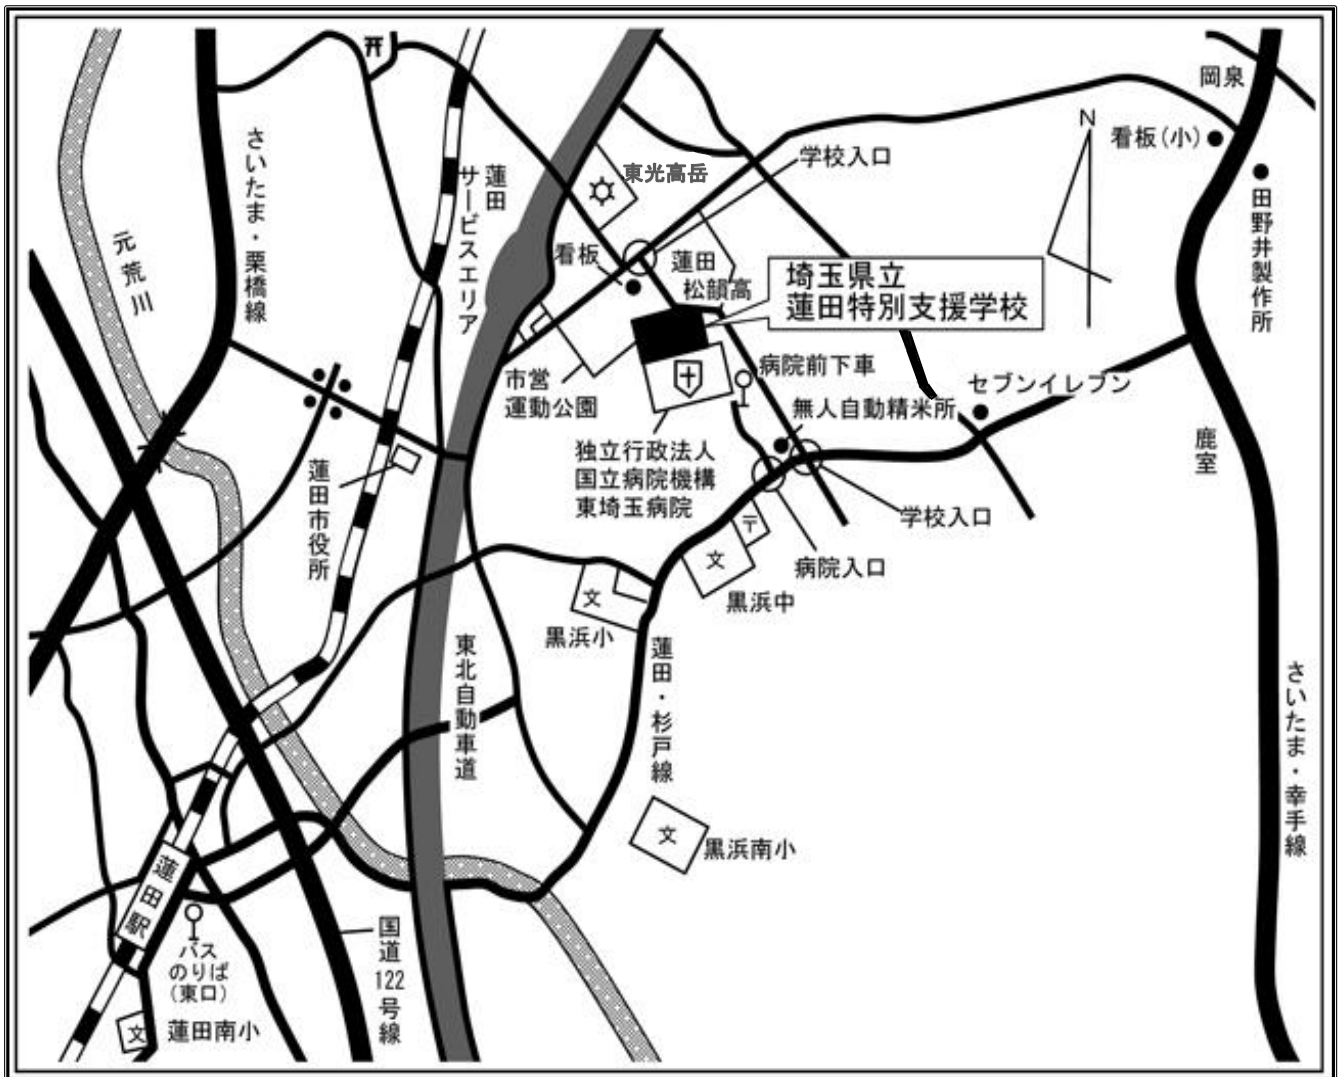 岡泉
N
看板(小)
さいたま・栗橋線
蓮田
サービスエリア
東光高岳
学校入口
田野井製作所
元荒川
看板
蓮田
松韻高
埼玉県立
蓮田特別支援学校
市営
運動公園
病院前下車
セブンイレブン
無人自動精米所
鹿室
独立行政法人
国立病院機構
東埼玉病院
蓮田市役所
学校入口
〒
病院入口
文
黒浜中
文
黒浜小
東北自動車道
蓮田・杉戸線
さいたま・幸手線
文
黒浜南小
蓮田駅
バス
のりば
(東口)
国道122号線
文
蓮田南小